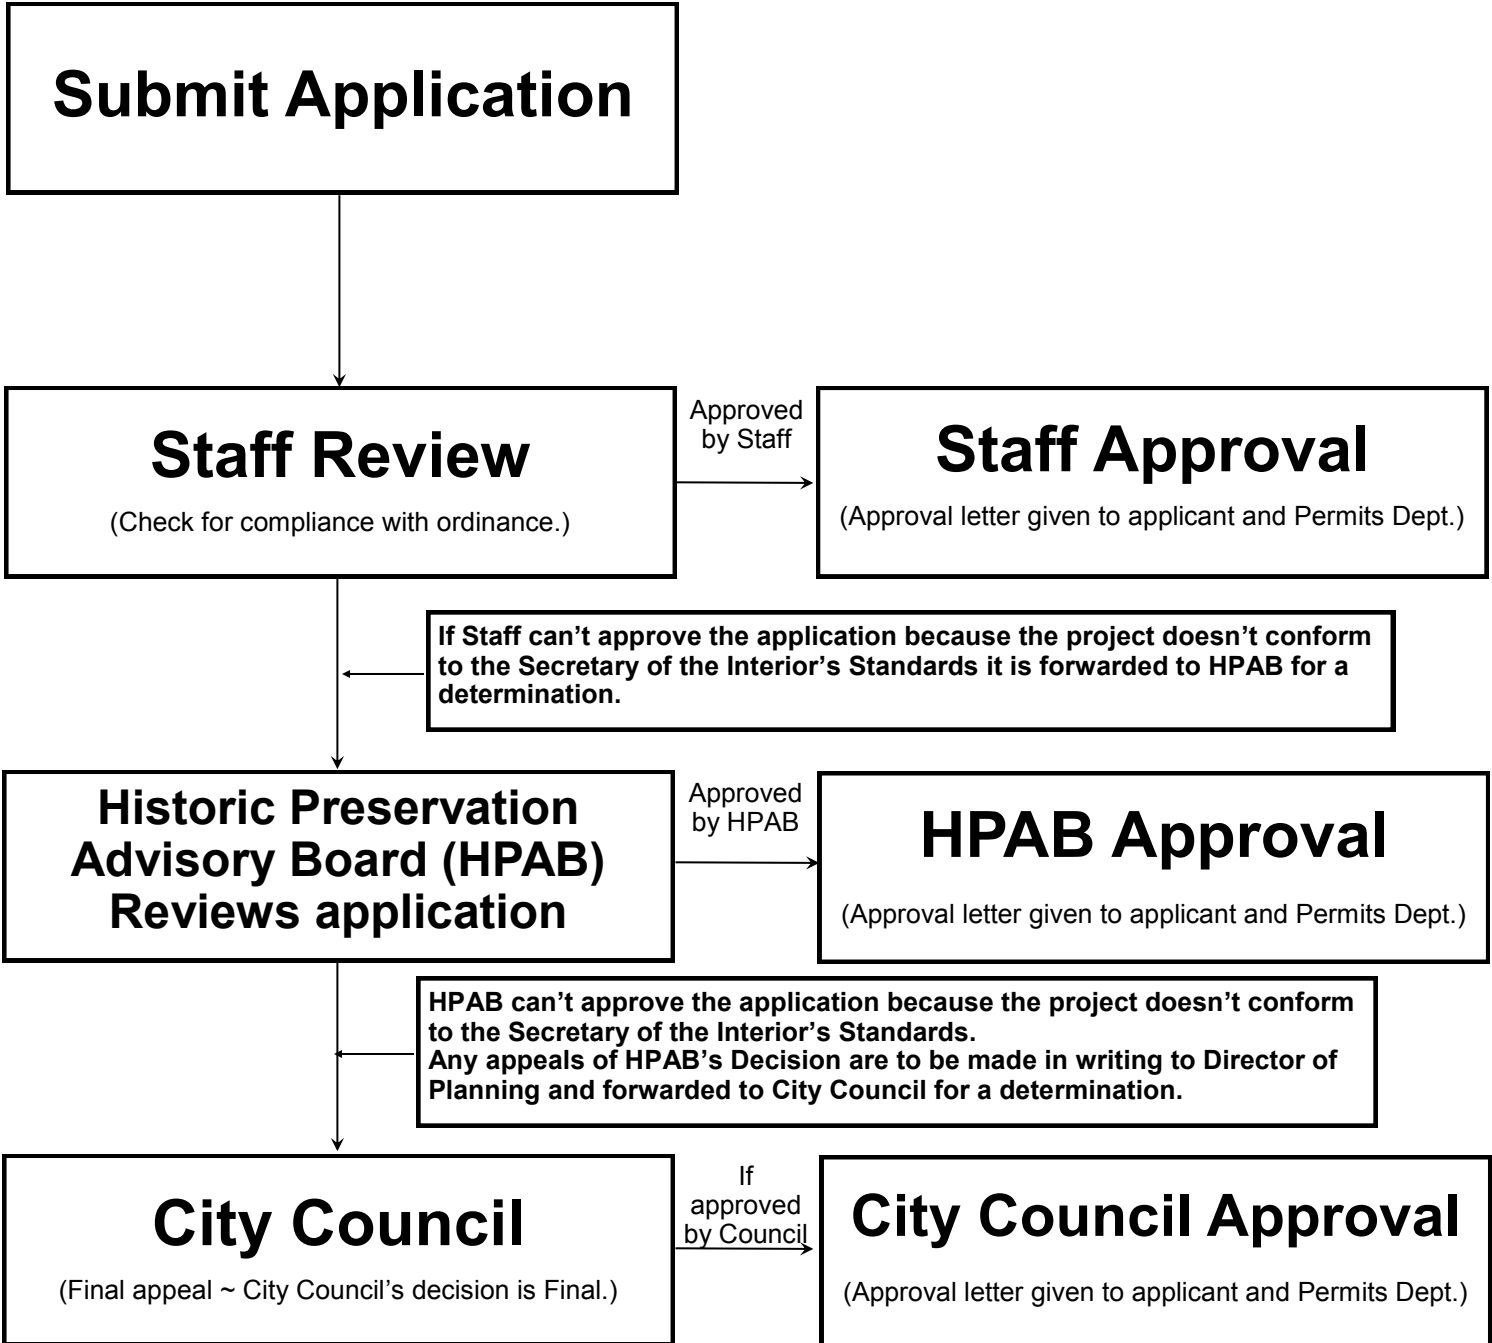 Submit Application
Approved
by Staff
Staff Review
(Check for compliance with ordinance.)
Staff Approval
(Approval letter given to applicant and Permits Dept.)
If Staff can’t approve the application because the project doesn’t conform
to the Secretary of the Interior’s Standards it is forwarded to HPAB for a
determination.
Historic Preservation
Advisory Board (HPAB)
Reviews application
Approved
by HPAB
HPAB Approval
(Approval letter given to applicant and Permits Dept.)
HPAB can’t approve the application because the project doesn’t conform
to the Secretary of the Interior’s Standards.
Any appeals of HPAB’s Decision are to be made in writing to Director of
Planning and forwarded to City Council for a determination.
City Council
(Final appeal ~ City Council’s decision is Final.)
If
approved
by Council
City Council Approval
(Approval letter given to applicant and Permits Dept.)